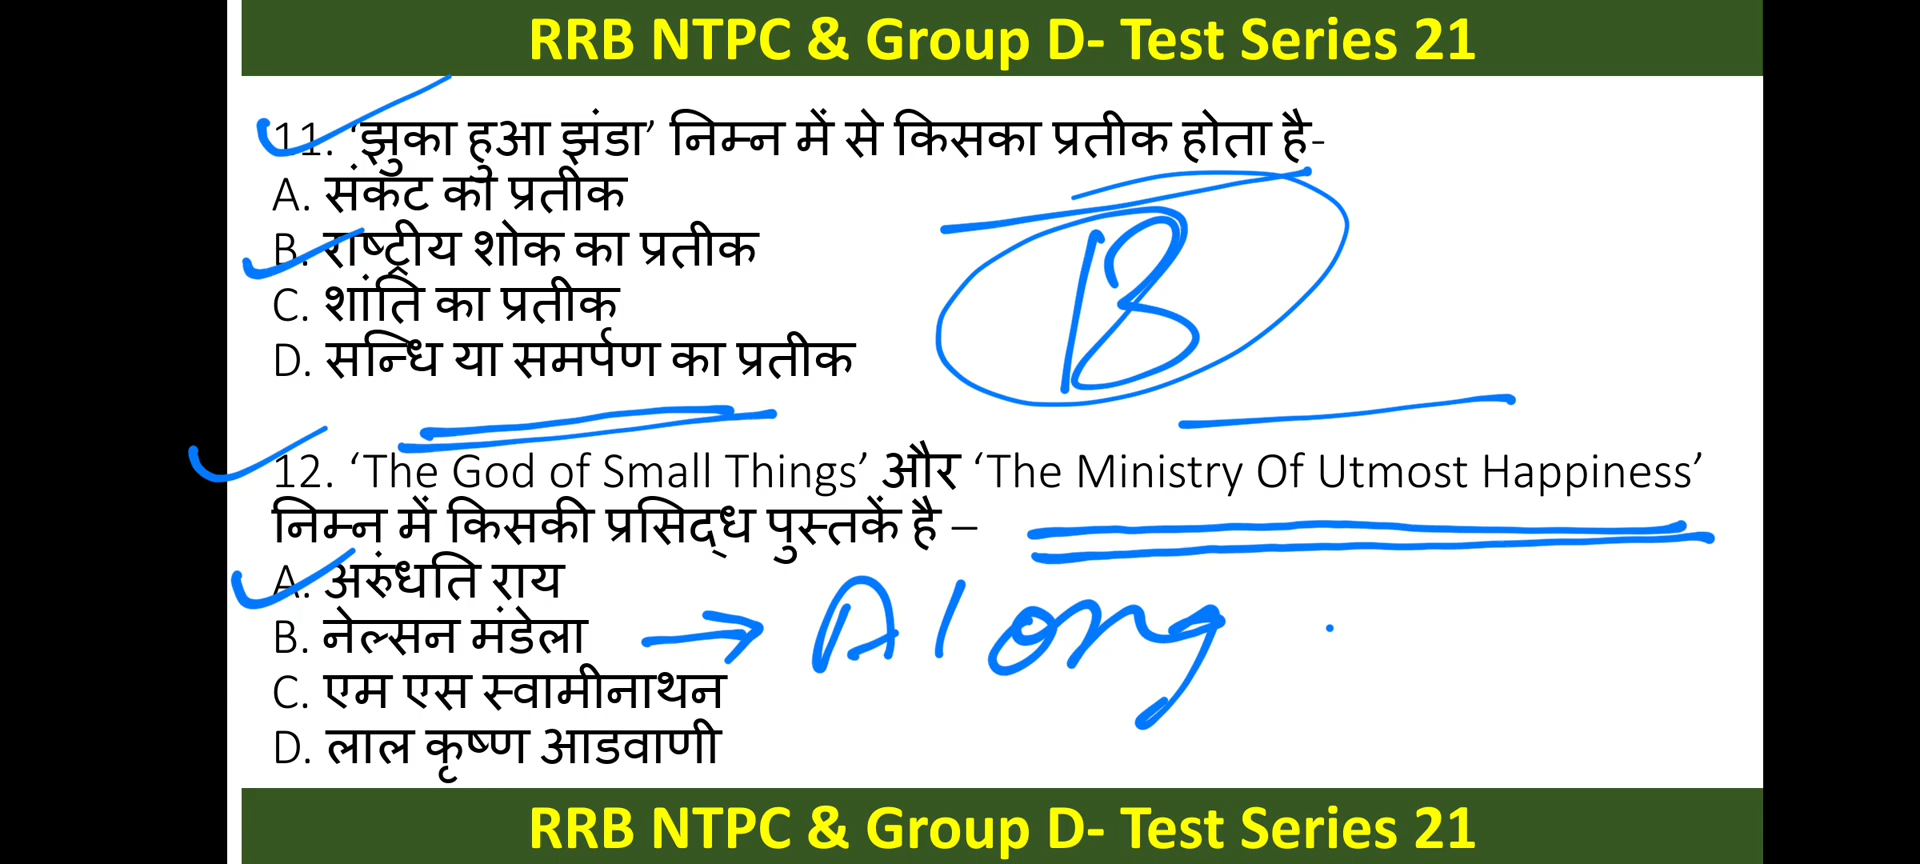 RRB NTPC & Group D- Test Series 21
11. ‘झुका हुआ झंडा’ निम्न में से किसका प्रतीक होता है-
A. संकट का प्रतीक
B. राष्ट्रीय शोक का प्रतीक
B
C. शांति का प्रतीक
D. सन्धि या समर्पण का प्रतीक
12. ‘The God of Small Things’ और ‘The Ministry Of Utmost Happiness’
निम्न में किसकी प्रसिद्ध पुस्तकें है –
A. अरुंधति राय
B. नेल्सन मंडेला
Along
C. एम एस स्वामीनाथन
D. लाल कृष्ण आडवाणी
RRB NTPC & Group D- Test Series 21